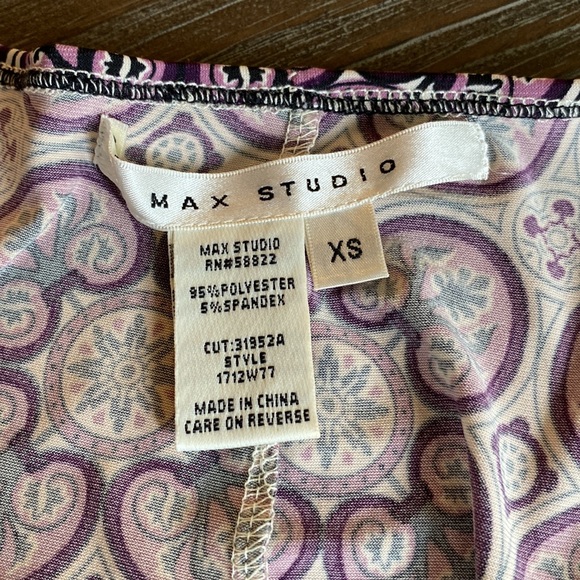 MAX STUDIO
XS
MAX STUDIO
RN#58822
95%POLYESTER
5%SPANDEX
CUT:31952A
STYLE
1712W77
MADE IN CHINA
CARE ON REVERSE